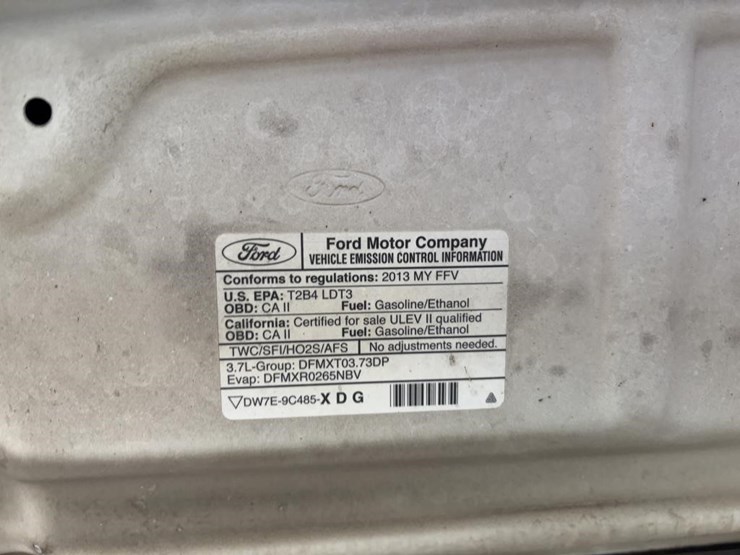 Ford
Ford
Ford Motor Company
VEHICLE EMISSION CONTROL INFORMATION
Conforms to regulations: 2013 MY FFV
U.S. EPA: T2B4 LDT3
OBD: CA II Fuel: Gasoline/Ethanol
California: Certified for sale ULEV II qualified
OBD: CA II Fuel: Gasoline/Ethanol
TWC/SFI/HO2S/AFS No adjustments needed.
3.7L-Group: DFMXT03.73DP
Evap: DFMXR0265NBV
DW7E-9C485-X D G